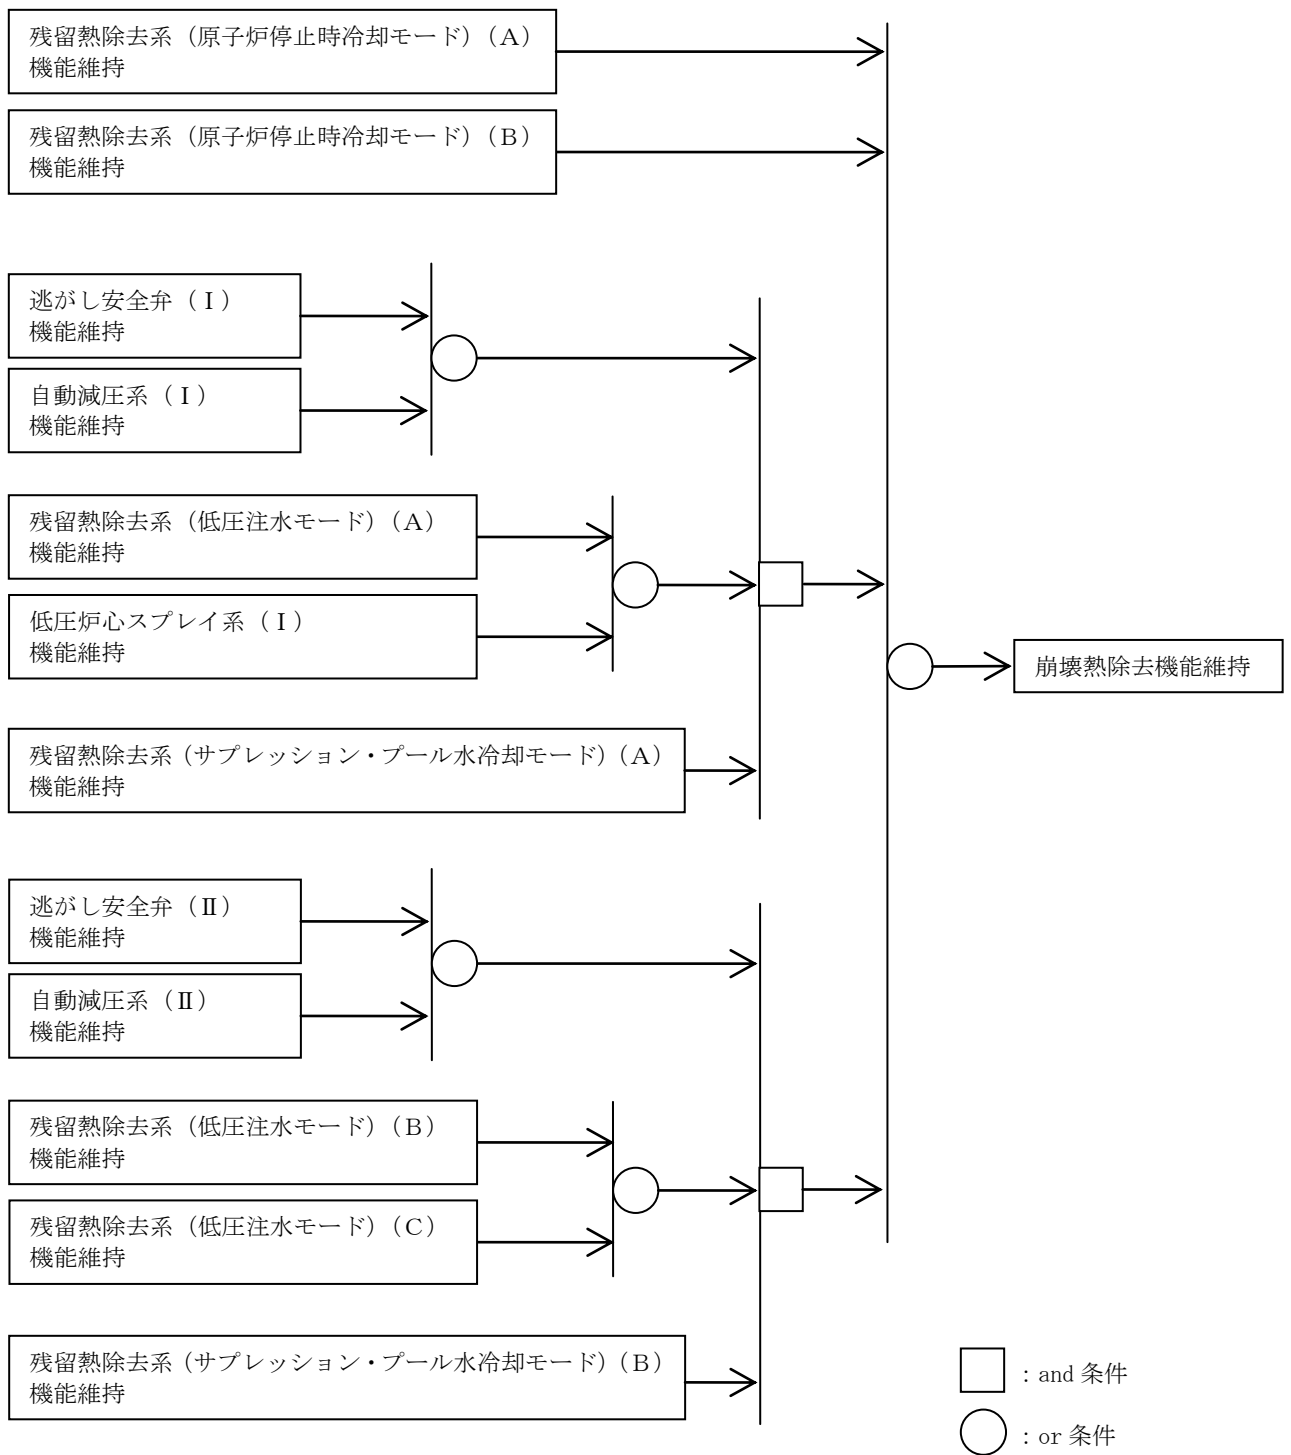 残留熱除去系（原子炉停止時冷却モード）（A）
機能維持
残留熱除去系（原子炉停止時冷却モード）（B）
機能維持
逃がし安全弁（Ⅰ）
機能維持
自動減圧系（Ⅰ）
機能維持
残留熱除去系（低圧注水モード）（A）
機能維持
低圧炉心スプレイ系（Ⅰ）
機能維持
崩壊熱除去機能維持
残留熱除去系（サプレッション・プール水冷却モード）（A）
機能維持
逃がし安全弁（Ⅱ）
機能維持
自動減圧系（Ⅱ）
機能維持
残留熱除去系（低圧注水モード）（B）
機能維持
残留熱除去系（低圧注水モード）（C）
機能維持
残留熱除去系（サプレッション・プール水冷却モード）（B）
機能維持
：and 条件
：or 条件